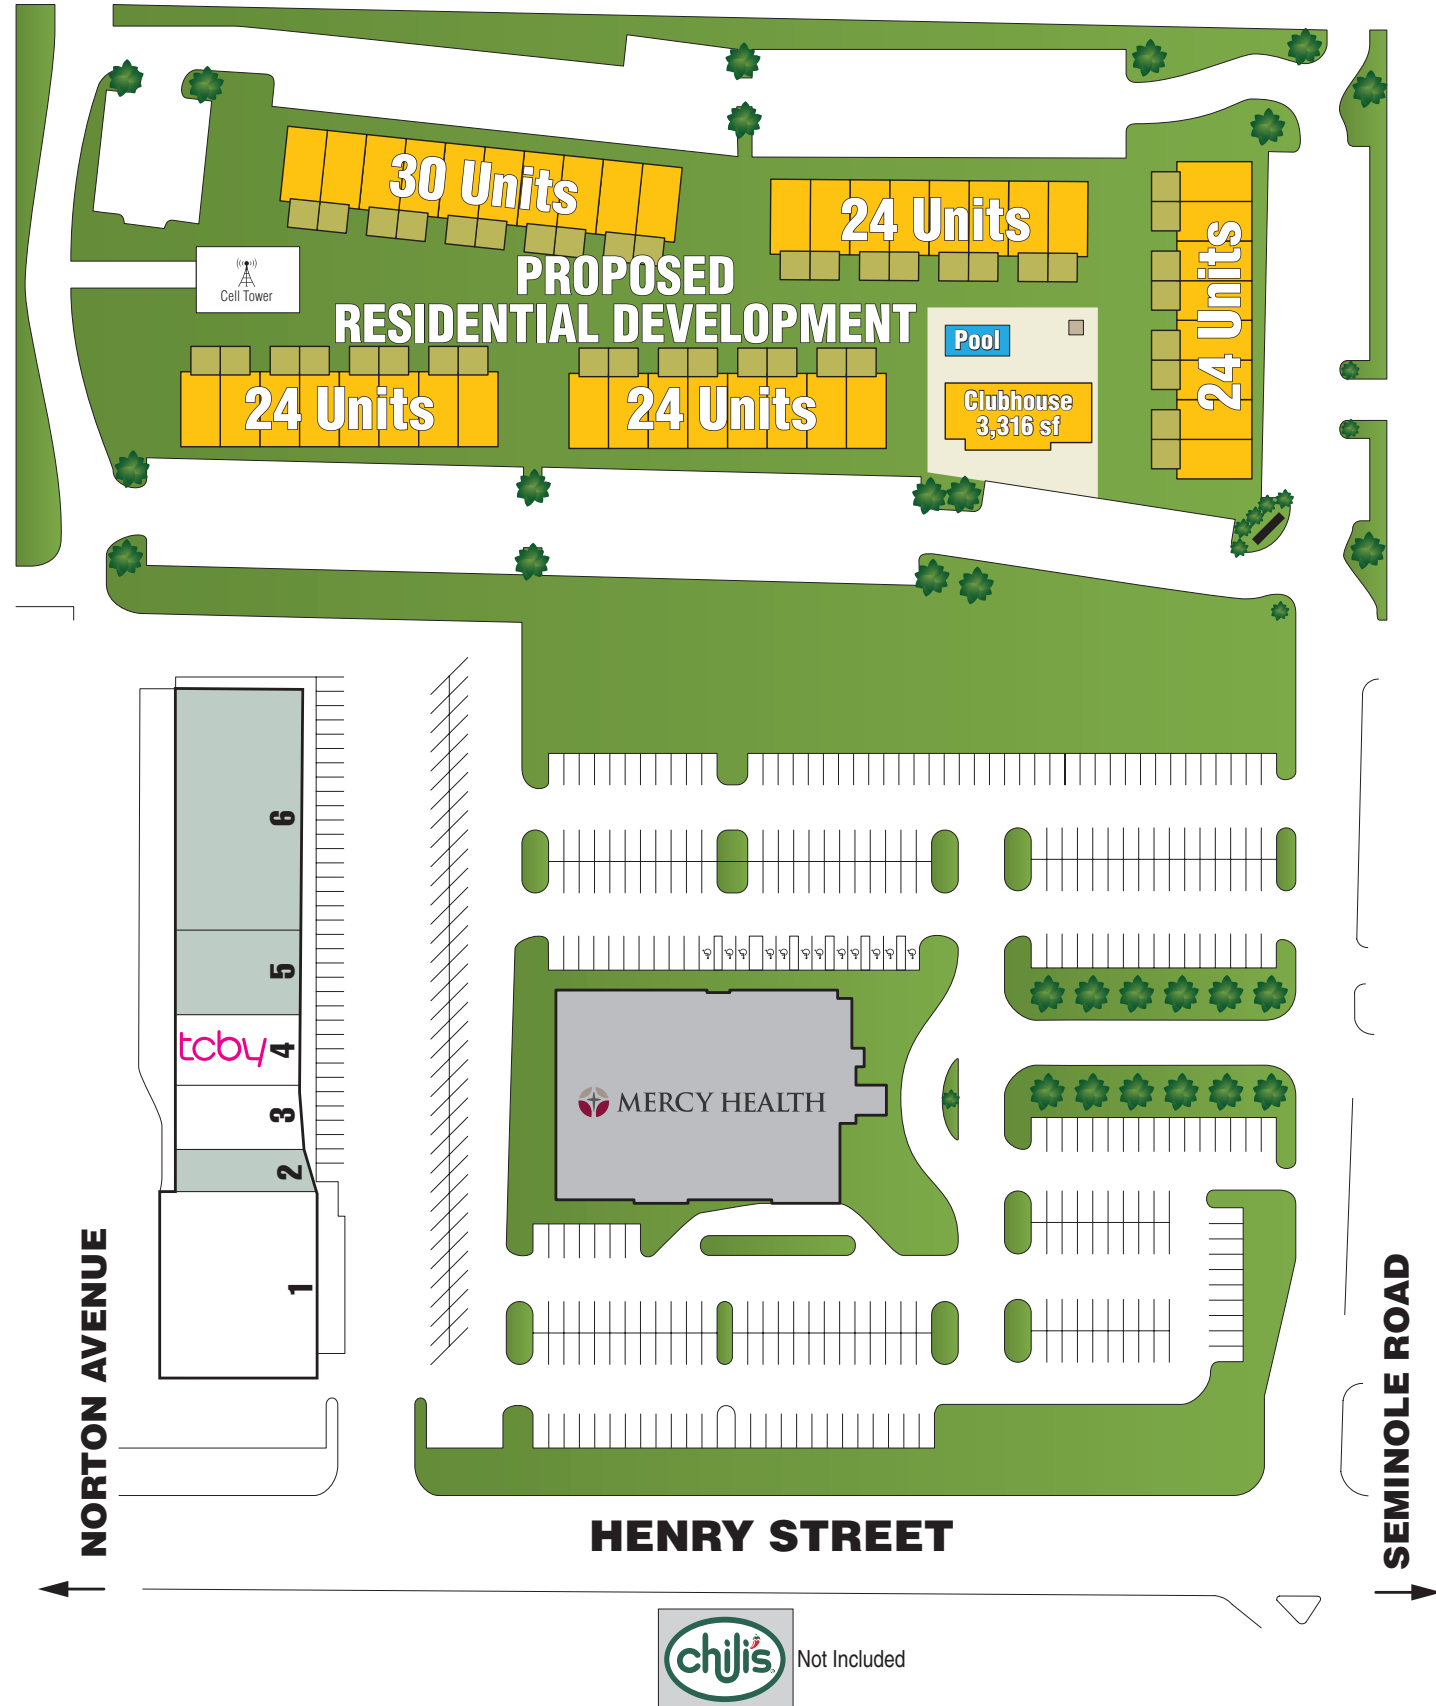 30 Units
24 Units
24 Units
Cell Tower
PROPOSED
RESIDENTIAL DEVELOPMENT
Pool
Clubhouse
3,316 sf
24 Units
24 Units
6
5
tcby
4
3
2
1
MERCY HEALTH
NORTON AVENUE
SEMINOLE ROAD
HENRY STREET
chili's
Not Included